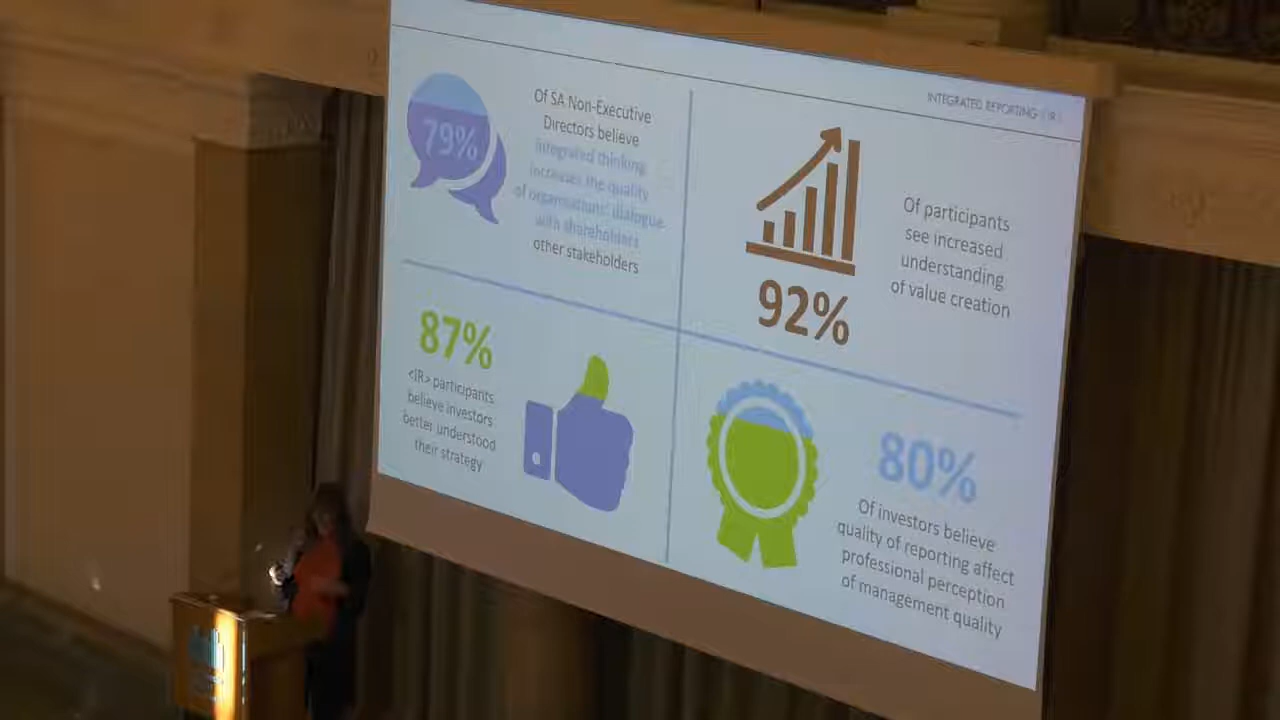 INTEGRATED REPORTING <IR>
79%
Of SA Non-Executive
Directors believe
integrated thinking
increases the quality
of organisations' dialogue
with shareholders
other stakeholders
92%
Of participants
see increased
understanding
of value creation
87%
<IR> participants
believe investors
better understood
their strategy
80%
Of investors believe
quality of reporting affect
professional perception
of management quality